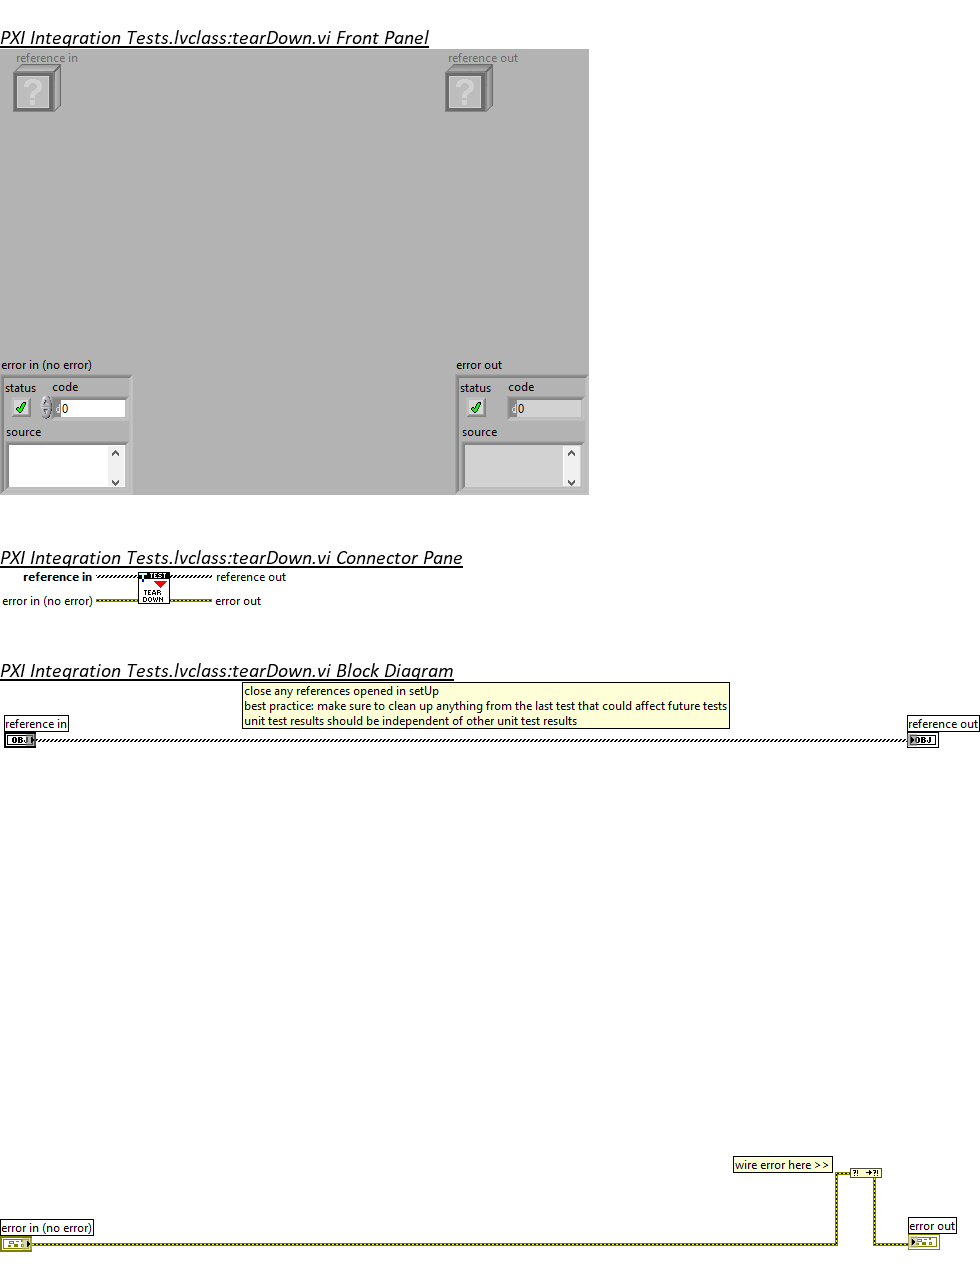 PXI Integration Tests.lvclass:tearDown.vi Front Panel
reference in
reference out
?
?
error in (no error)
error out
status
code
status
code
d0
d0
source
source
PXI Integration Tests.lvclass:tearDown.vi Connector Pane
reference in
TEST
reference out
TEAR
DOWN
error in (no error)
error out
PXI Integration Tests.lvclass:tearDown.vi Block Diagram
close any references opened in setUp
best practice: make sure to clean up anything from the last test that could affect future tests
unit test results should be independent of other unit test results
reference in
reference out
OBJ
OBJ
wire error here >>
?! →?!
error in (no error)
error out